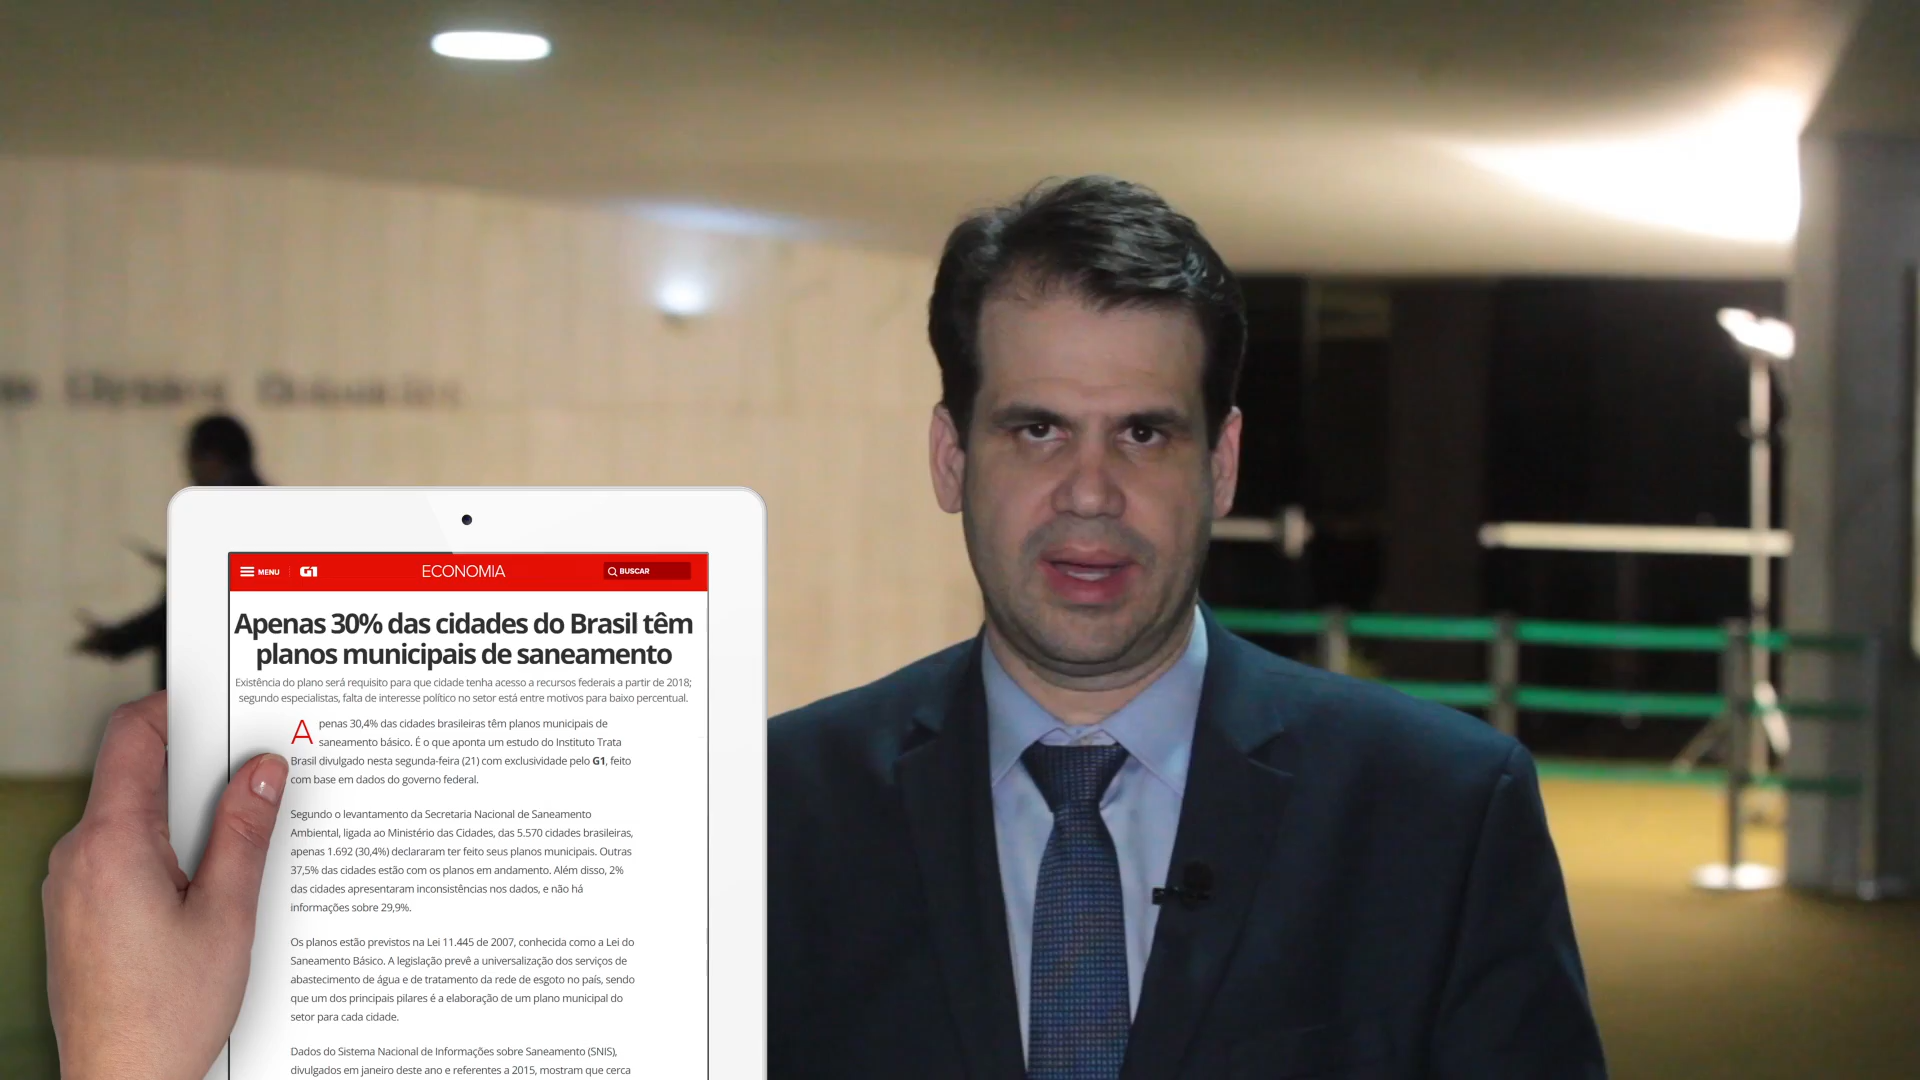 MENU G1 ECONOMIA BUSCAR
Apenas 30% das cidades do Brasil têm
planos municipais de saneamento
Existência do plano será requisito para que cidade tenha acesso a recursos federais a partir de 2018;
segundo especialistas, falta de interesse político no setor está entre motivos para baixo percentual.
Apenas 30,4% das cidades brasileiras têm planos municipais de
saneamento básico. É o que aponta um estudo do Instituto Trata
Brasil divulgado nesta segunda-feira (21) com exclusividade pelo G1, feito
com base em dados do governo federal.
Segundo o levantamento da Secretaria Nacional de Saneamento
Ambiental, ligada ao Ministério das Cidades, das 5.570 cidades brasileiras,
apenas 1.692 (30,4%) declararam ter feito seus planos municipais. Outras
37,5% das cidades estão com os planos em andamento. Além disso, 2%
das cidades apresentaram inconsistências nos dados, e não há
informações sobre 29,9%.
Os planos estão previstos na Lei 11.445 de 2007, conhecida como a Lei do
Saneamento Básico. A legislação prevê a universalização dos serviços de
abastecimento de água e de tratamento da rede de esgoto no país, sendo
que um dos principais pilares é a elaboração de um plano municipal do
setor para cada cidade.
Dados do Sistema Nacional de Informações sobre Saneamento (SNIS),
divulgados em janeiro deste ano e referentes a 2015, mostram que cerca